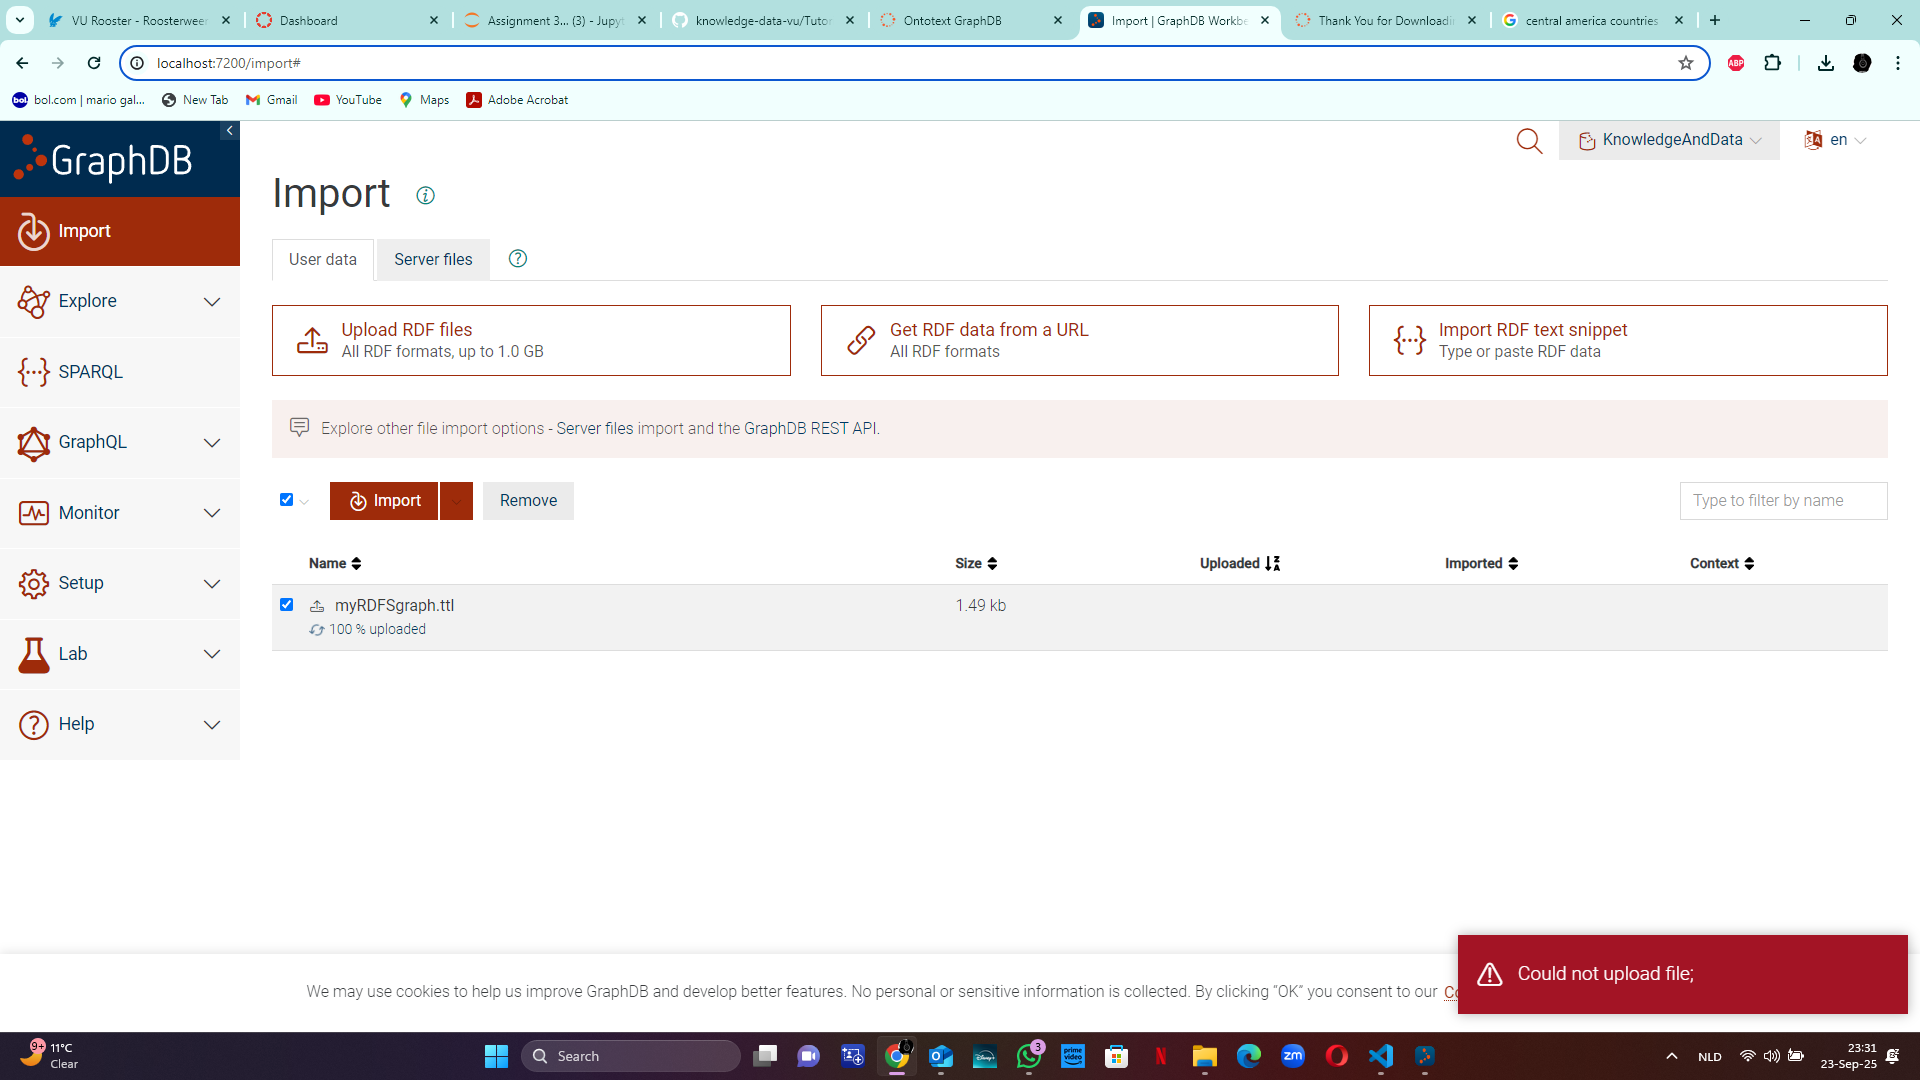 VU Rooster - Roosterweer
Dashboard
Assignment 3... (3) - Jupyt
knowledge-data-vu/Tutor
Ontotext GraphDB
Import | GraphDB Workbe
Thank You for Downloadi
central america countries
localhost:7200/import#
ABP
bol.com | mario gal...
New Tab
Gmail
YouTube
Maps
Adobe Acrobat
GraphDB
KnowledgeAndData
en
Import
Import
User data
Server files
Explore
Upload RDF files
All RDF formats, up to 1.0 GB
Get RDF data from a URL
All RDF formats
Import RDF text snippet
Type or paste RDF data
SPARQL
Explore other file import options - Server files import and the GraphDB REST API.
GraphQL
Import
Remove
Type to filter by name
Monitor
Name
Size
Uploaded
Imported
Context
Setup
myRDFSgraph.ttl
1.49 kb
100 % uploaded
Lab
Help
Could not upload file;
We may use cookies to help us improve GraphDB and develop better features. No personal or sensitive information is collected. By clicking “OK” you consent to our
9+
11°C
Clear
Search
3
prime video
zm
NLD
23:31
23-Sep-25